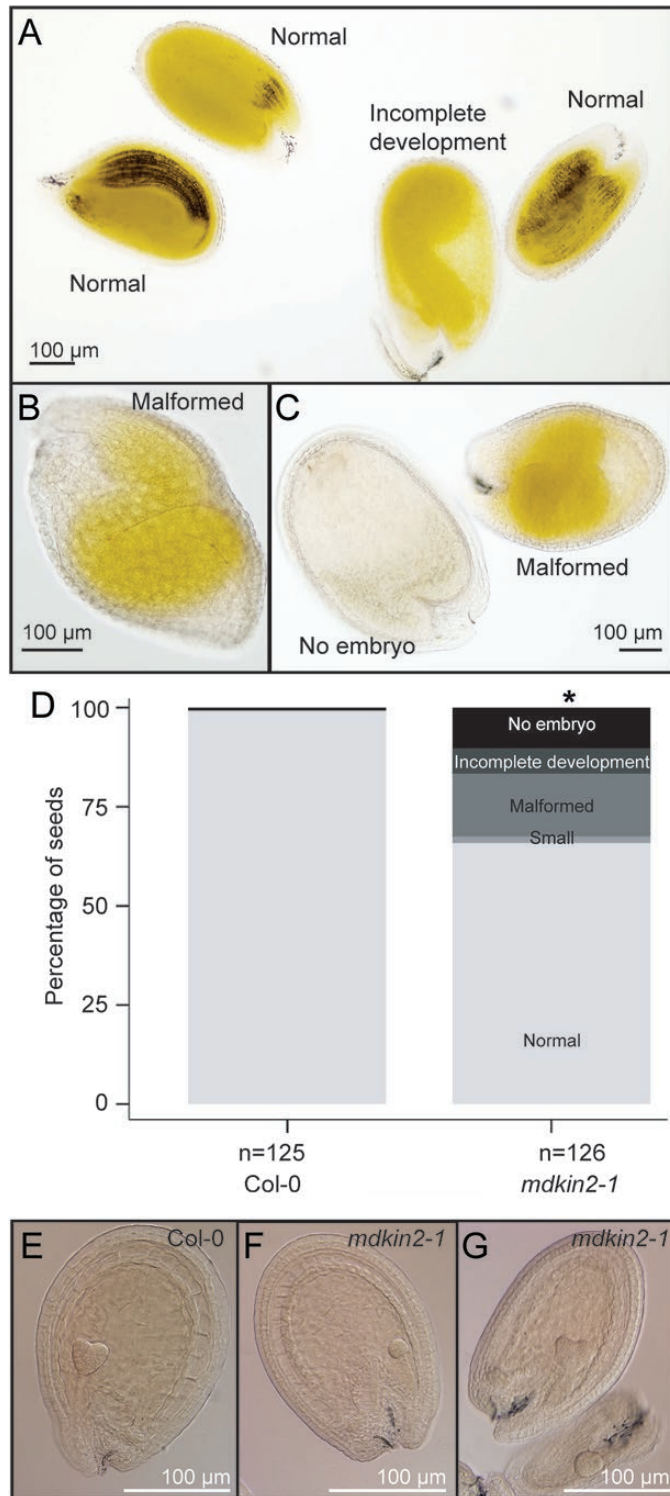 A
Normal
Incomplete
development
Normal
Normal
100 µm
B
Malformed
100 µm
C
No embryo
Malformed
100 µm
D
Percentage of seeds
100
75
50
25
0
*
No embryo
Incomplete development
Malformed
Small
Normal
n=125
Col-0
n=126
mdkin2-1
E
Col-0
100 µm
F
mdkin2-1
100 µm
G
mdkin2-1
100 µm